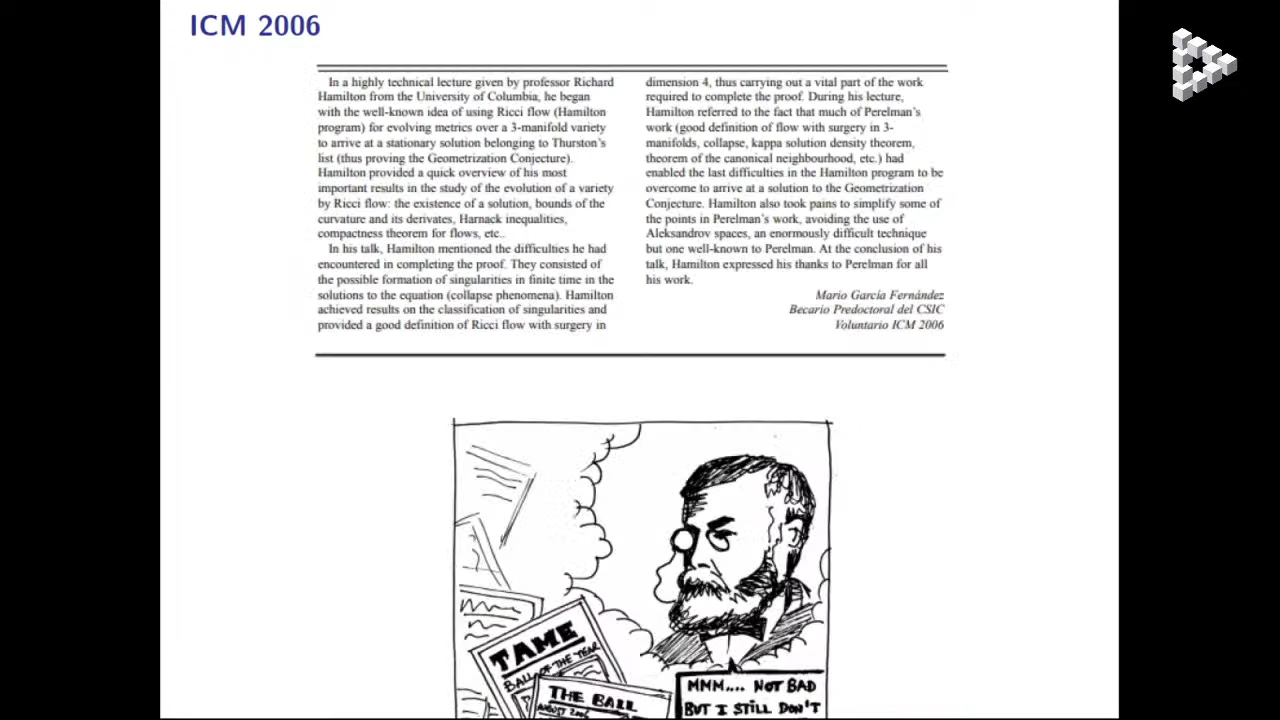 ICM 2006
In a highly technical lecture given by professor Richard
Hamilton from the University of Columbia, he began
with the well-known idea of using Ricci flow (Hamilton
program) for evolving metrics over a 3-manifold variety
to arrive at a stationary solution belonging to Thurston's
list (thus proving the Geometrization Conjecture).
Hamilton provided a quick overview of his most
important results in the study of the evolution of a variety
by Ricci flow: the existence of a solution, bounds of the
curvature and its derivates, Harnack inequalities,
compactness theorem for flows, etc..
In his talk, Hamilton mentioned the difficulties he had
encountered in completing the proof. They consisted of
the possible formation of singularities in finite time in the
solutions to the equation (collapse phenomena). Hamilton
achieved results on the classification of singularities and
provided a good definition of Ricci flow with surgery in
dimension 4, thus carrying out a vital part of the work
required to complete the proof. During his lecture,
Hamilton referred to the fact that much of Perelman's
work (good definition of flow with surgery in 3-
manifolds, collapse, kappa solution density theorem,
theorem of the canonical neighbourhood, etc.) had
enabled the last difficulties in the Hamilton program to be
overcome to arrive at a solution to the Geometrization
Conjecture. Hamilton also took pains to simplify some of
the points in Perelman's work, avoiding the use of
Aleksandrov spaces, an enormously difficult technique
but one well-known to Perelman. At the conclusion of his
talk, Hamilton expressed his thanks to Perelman for all
his work.
Mario García Fernández
Becario Predoctoral del CSIC
Voluntario ICM 2006
TAME
BALL OF THE YEAR
THE BALL
AUGUST 2006
MMM.... NOT BAD
BUT I STILL DON'T